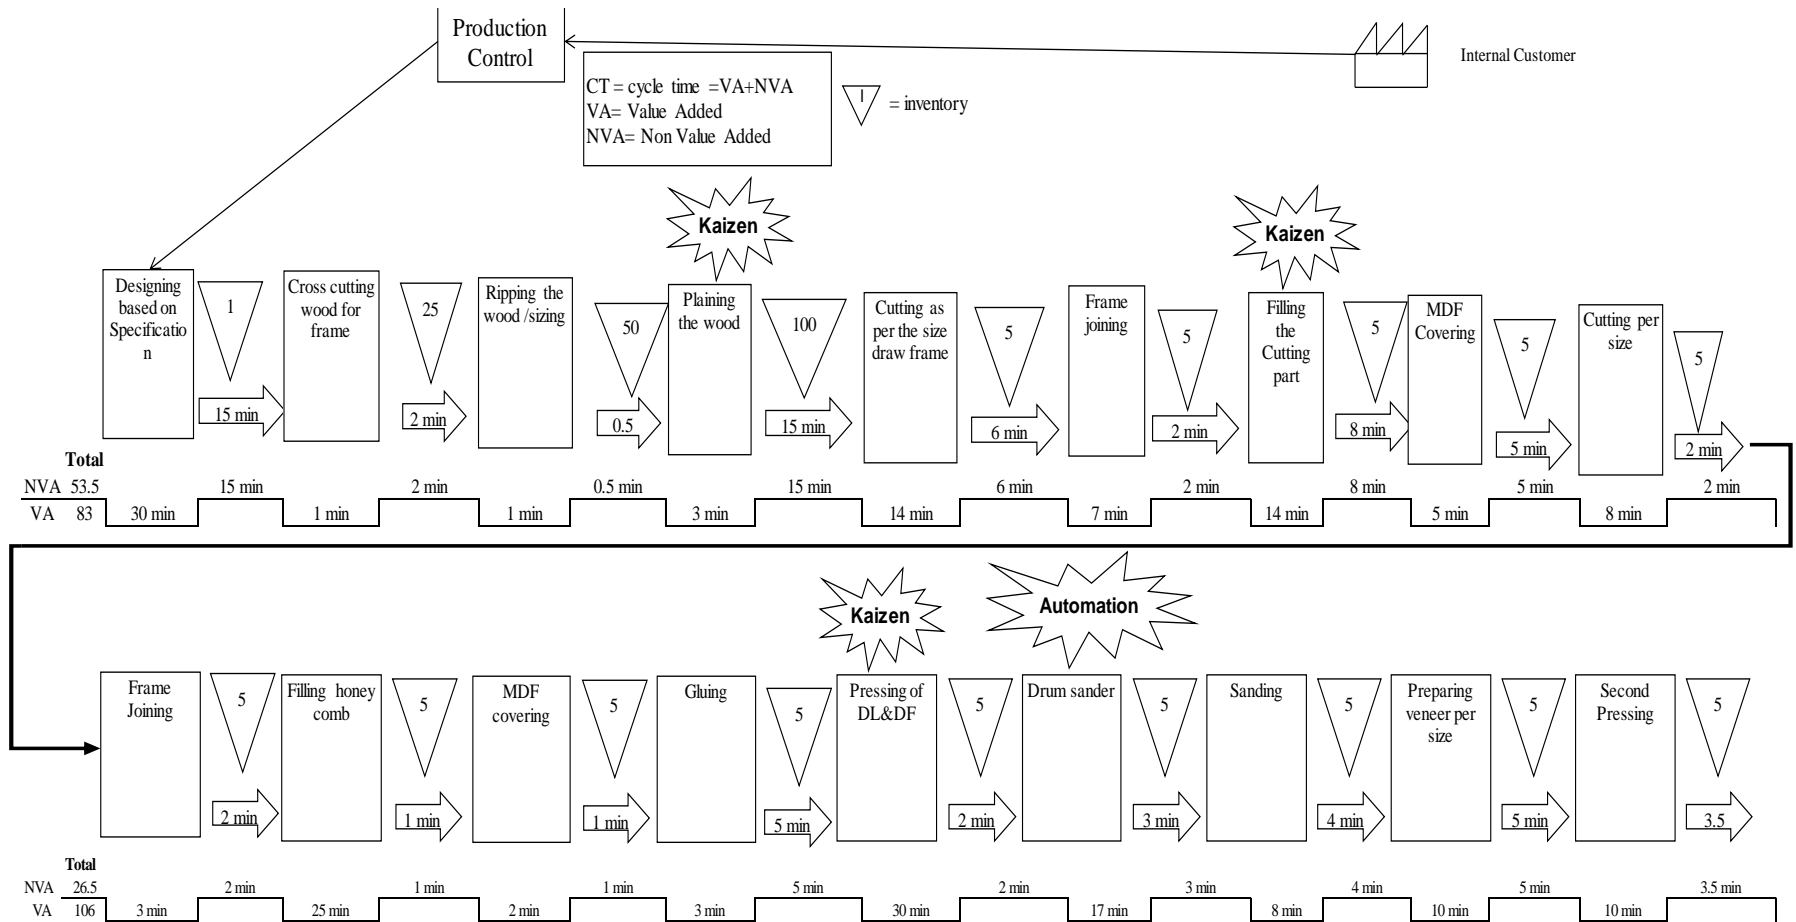 Production
Control
Internal Customer
CT = cycle time =VA+NVA
VA= Value Added
NVA= Non Value Added
I
= inventory
Kaizen
Kaizen
Designing
based on
Specificatio
n
1
15 min
Cross cutting
wood for
frame
25
2 min
Ripping the
wood /sizing
50
0.5
Plaining
the wood
100
15 min
Cutting as
per the size
draw frame
5
6 min
Frame
joining
5
2 min
Filling
the
Cutting
part
5
8 min
MDF
Covering
5
5 min
Cutting per
size
5
2 min
Total
NVA 53.5 15 min 2 min 0.5 min 15 min 6 min 2 min 8 min 5 min 2 min
VA 83 30 min 1 min 1 min 3 min 14 min 7 min 14 min 5 min 8 min
Kaizen
Automation
Frame
Joining
5
2 min
Filling honey
comb
5
1 min
MDF
covering
5
1 min
Gluing
5
5 min
Pressing of
DL&DF
5
2 min
Drum sander
5
3 min
Sanding
5
4 min
Preparing
veneer per
size
5
5 min
Second
Pressing
5
3.5
Total
NVA 26.5 2 min 1 min 1 min 5 min 2 min 3 min 4 min 5 min 3.5 min
VA 106 3 min 25 min 2 min 3 min 30 min 17 min 8 min 10 min 10 min